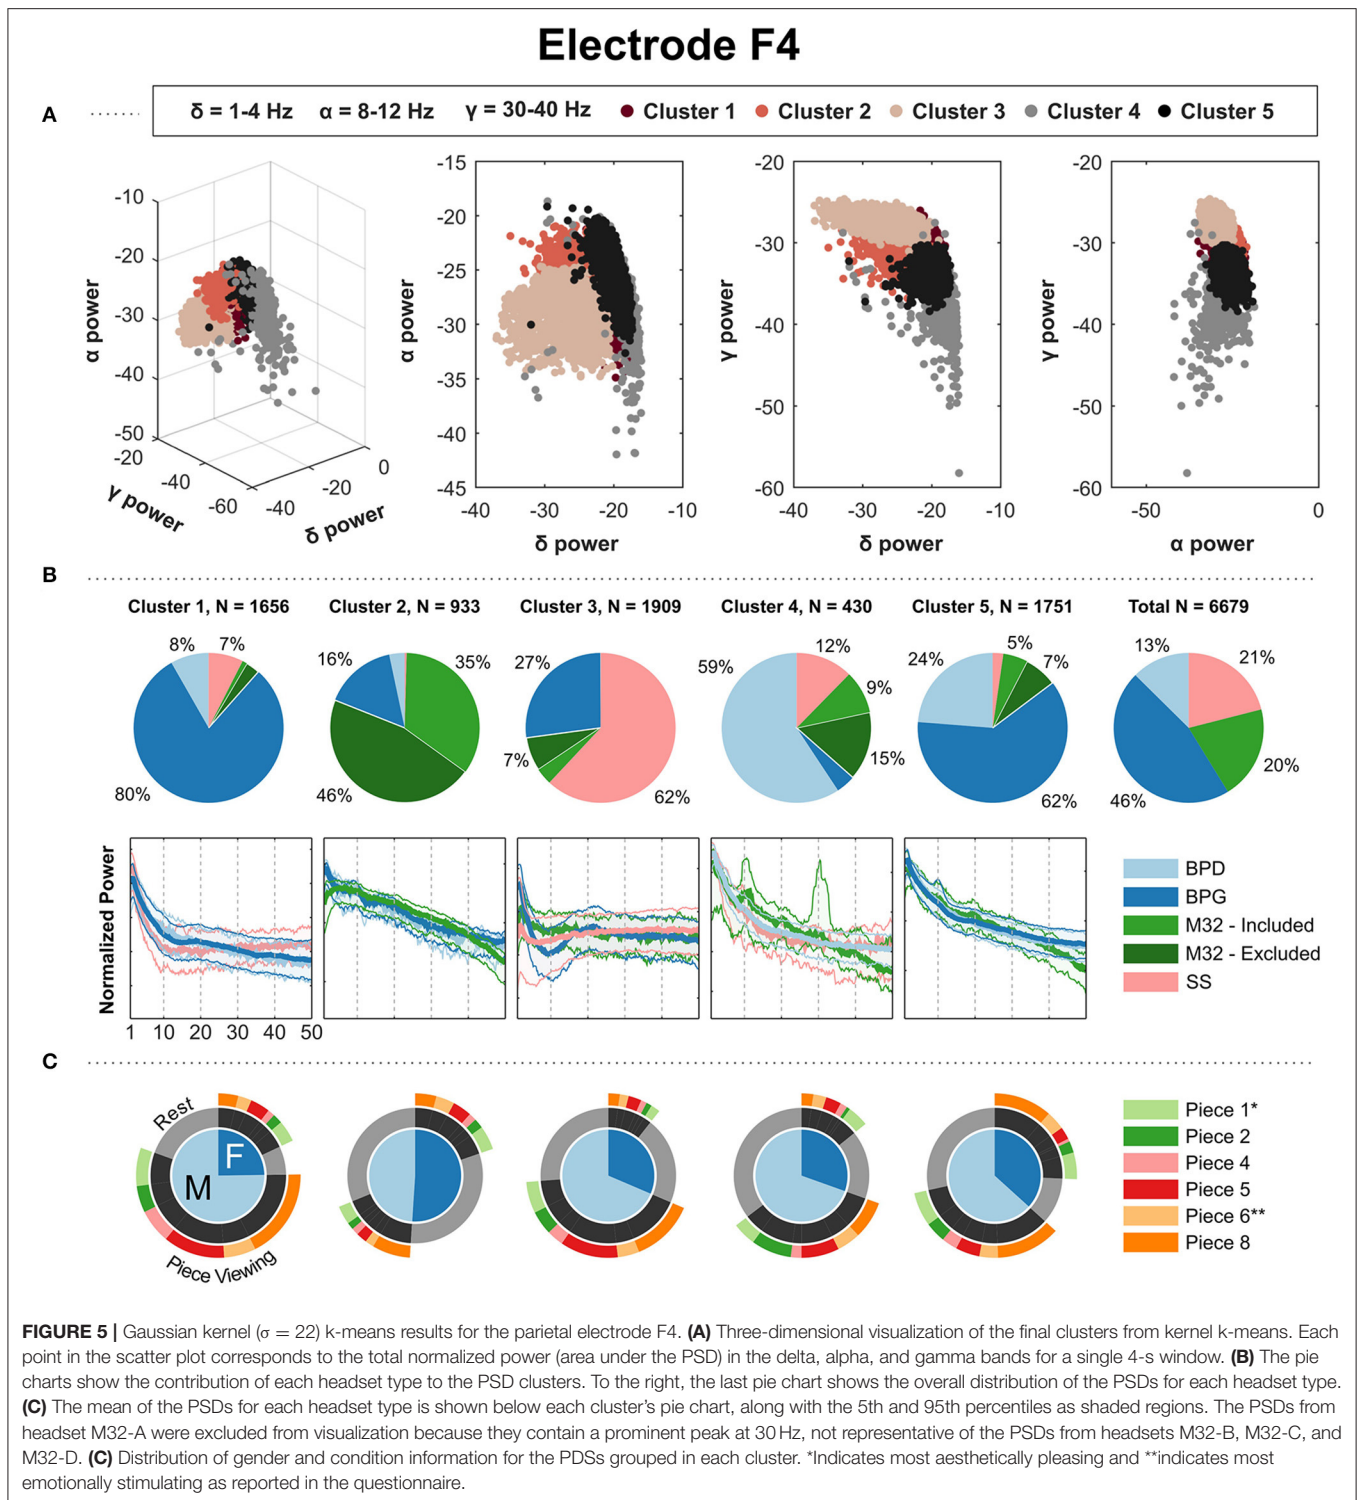 Electrode F4
A
δ = 1-4 Hz α = 8-12 Hz γ = 30-40 Hz Cluster 1 Cluster 2 Cluster 3 Cluster 4 Cluster 5
α power
-10
-20
-30
-40
-50
-20
-40
-60
γ power
-40
-20
0
δ power
α power
-15
-20
-25
-30
-35
-40
-45
-40 -30 -20 -10
δ power
γ power
-20
-30
-40
-50
-60
-40 -30 -20 -10
δ power
γ power
-20
-30
-40
-50
-60
-50 0
α power
B
Cluster 1, N = 1656
8% 7%
80%
Cluster 2, N = 933
16% 35%
46%
Cluster 3, N = 1909
27%
7%
62%
Cluster 4, N = 430
59% 12%
9%
15%
Cluster 5, N = 1751
24% 5%
7%
62%
Total N = 6679
13% 21%
20%
46%
Normalized Power
1 10 20 30 40 50
BPD
BPG
M32 - Included
M32 - Excluded
SS
C
Rest
F
M
Piece Viewing
Piece 1*
Piece 2
Piece 4
Piece 5
Piece 6**
Piece 8
FIGURE 5 | Gaussian kernel (σ = 22) k-means results for the parietal electrode F4. (A) Three-dimensional visualization of the final clusters from kernel k-means. Each
point in the scatter plot corresponds to the total normalized power (area under the PSD) in the delta, alpha, and gamma bands for a single 4-s window. (B) The pie
charts show the contribution of each headset type to the PSD clusters. To the right, the last pie chart shows the overall distribution of the PSDs for each headset type.
(C) The mean of the PSDs for each headset type is shown below each cluster's pie chart, along with the 5th and 95th percentiles as shaded regions. The PSDs from
headset M32-A were excluded from visualization because they contain a prominent peak at 30 Hz, not representative of the PSDs from headsets M32-B, M32-C, and
M32-D. (C) Distribution of gender and condition information for the PDSs grouped in each cluster. *Indicates most aesthetically pleasing and **indicates most
emotionally stimulating as reported in the questionnaire.